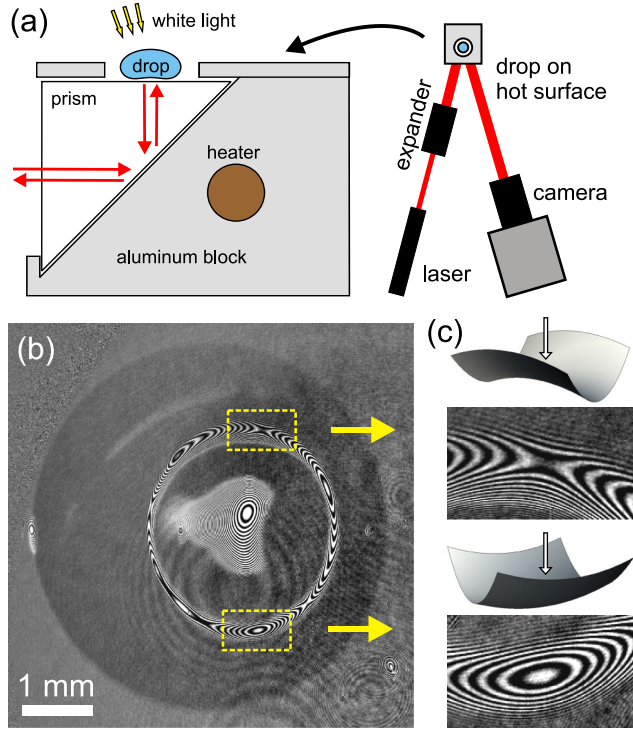 (a)
white light
drop
prism
heater
aluminum block
drop on
hot surface
expander
camera
laser
(b)
1 mm
(c)